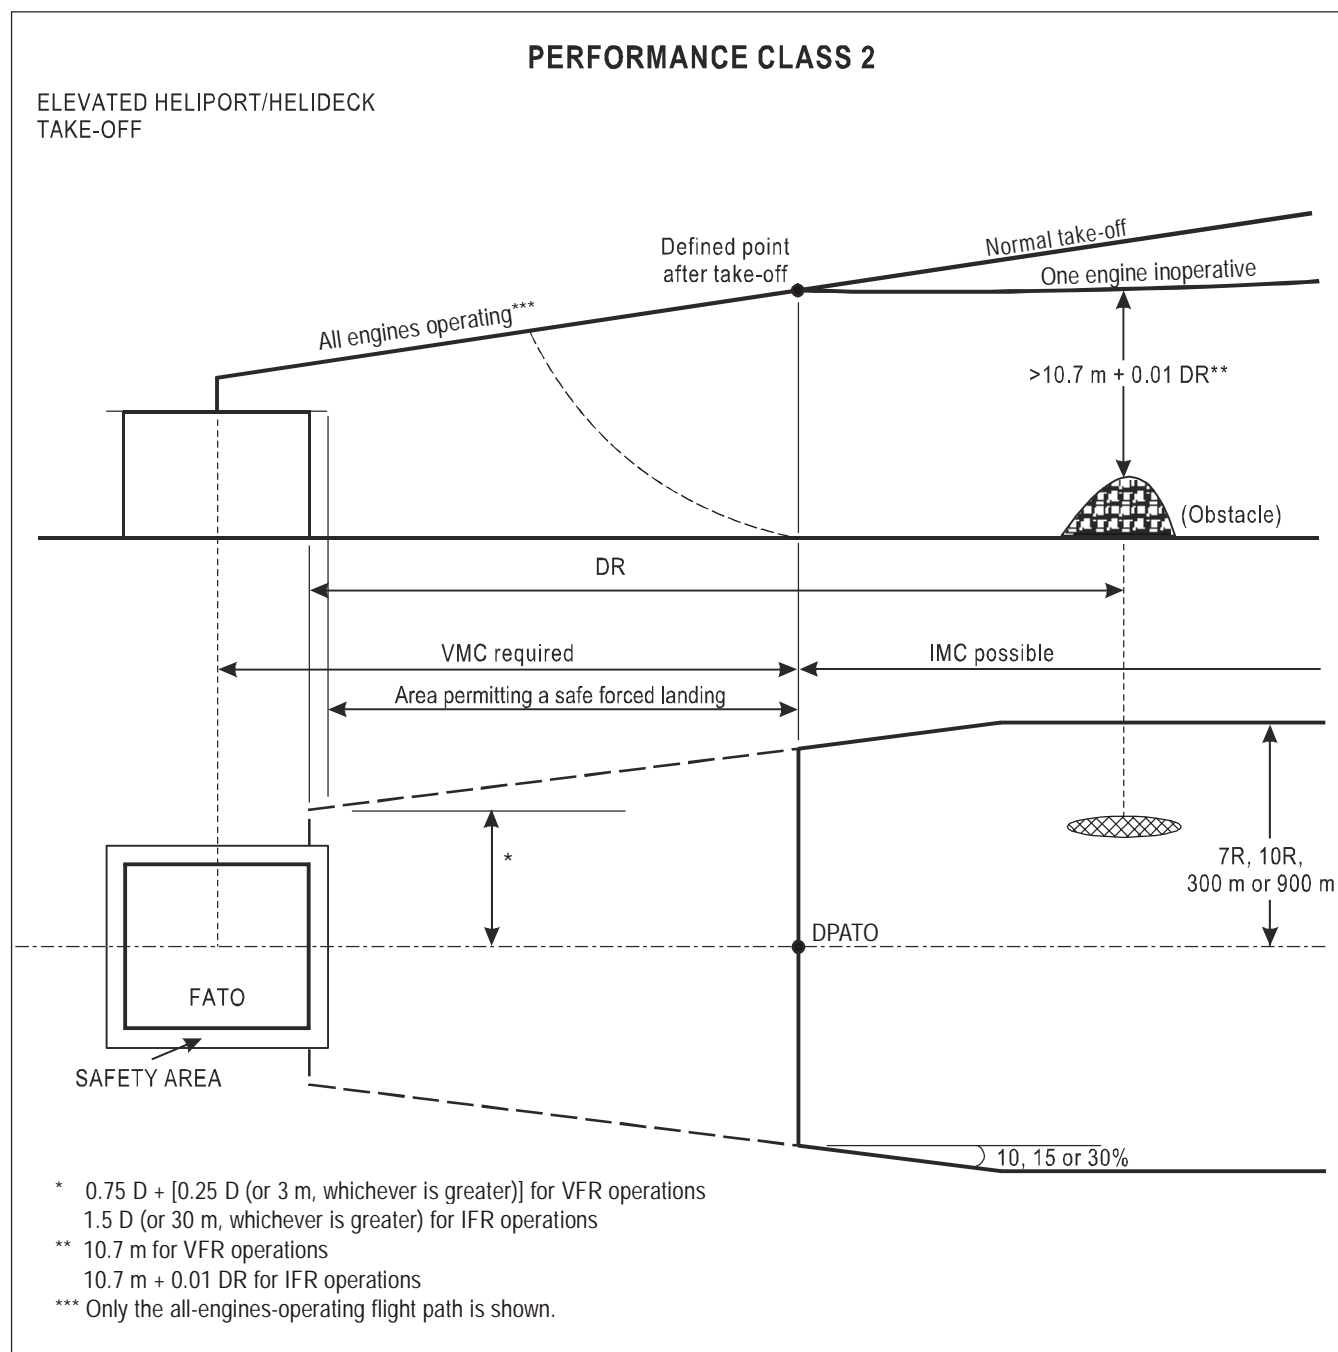 PERFORMANCE CLASS 2
ELEVATED HELIPORT/HELIDECK
TAKE-OFF
Defined point
after take-off
Normal take-off
One engine inoperative
All engines operating***
>10.7 m + 0.01 DR**
(Obstacle)
DR
VMC required
IMC possible
Area permitting a safe forced landing
*
7R, 10R,
300 m or 900 m
DPATO
FATO
SAFETY AREA
10, 15 or 30%
* 0.75 D + [0.25 D (or 3 m, whichever is greater)] for VFR operations
1.5 D (or 30 m, whichever is greater) for IFR operations
** 10.7 m for VFR operations
10.7 m + 0.01 DR for IFR operations
*** Only the all-engines-operating flight path is shown.